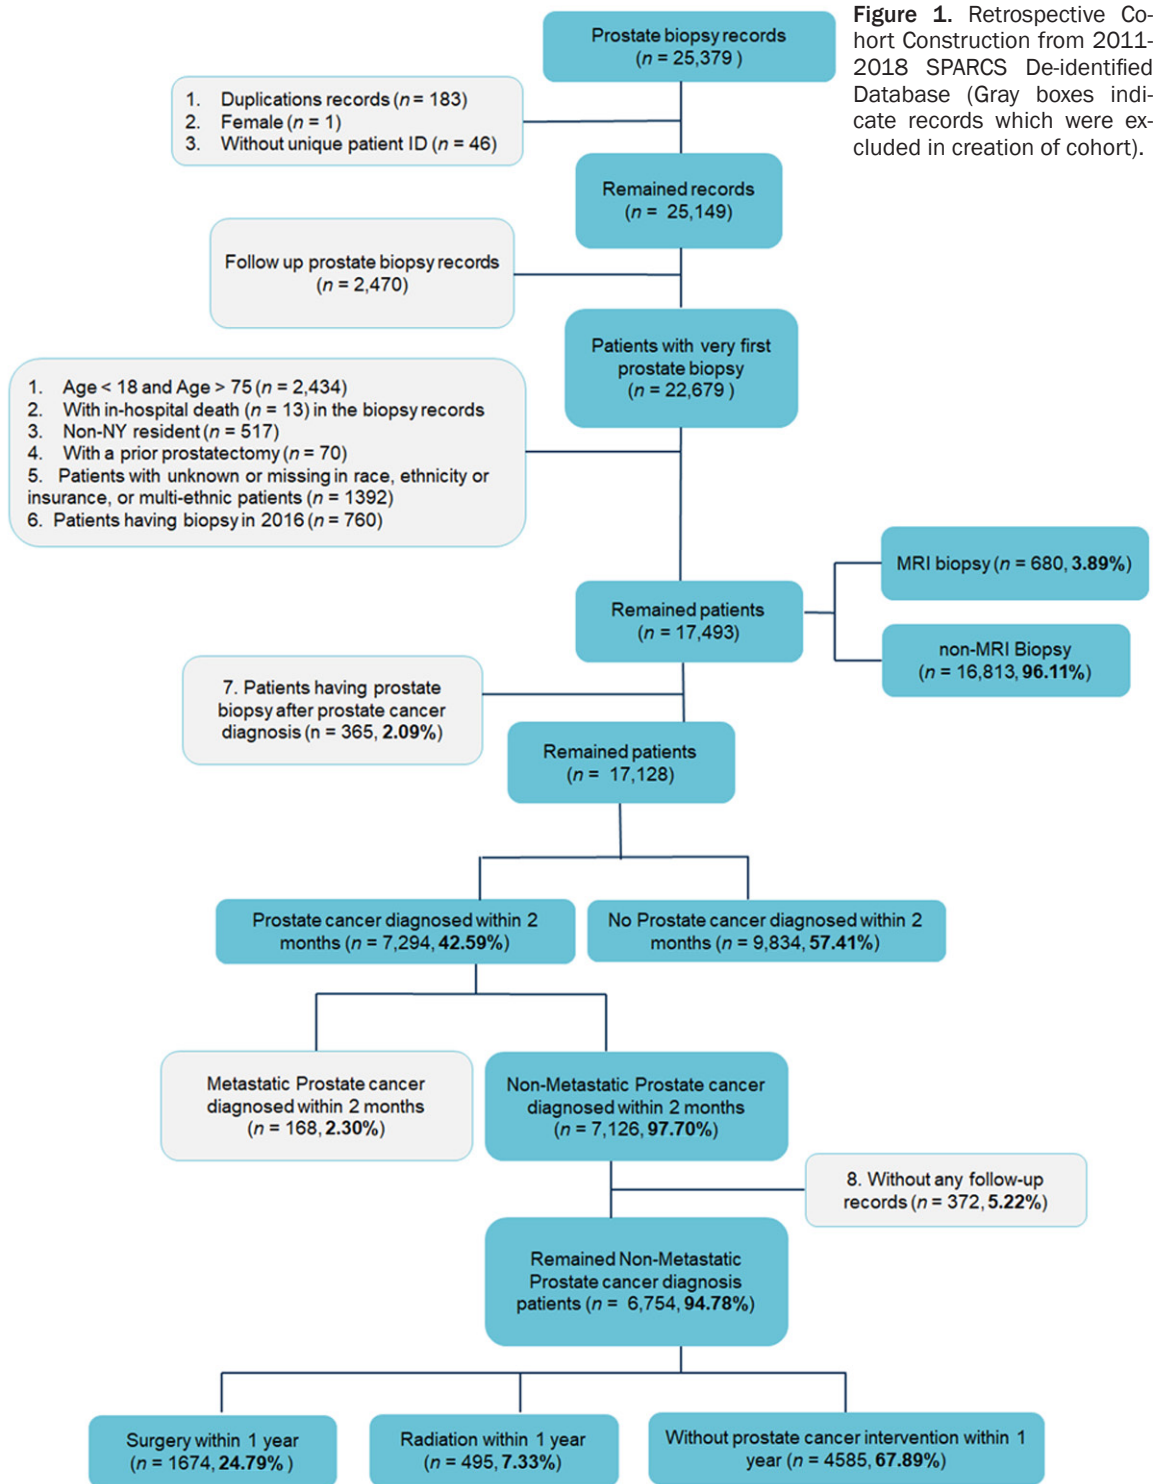 Prostate biopsy records
(n = 25,379 )
Figure 1. Retrospective Co-
hort Construction from 2011-
2018 SPARCS De-identified
Database (Gray boxes indi-
cate records which were ex-
cluded in creation of cohort).
1. Duplications records (n = 183)
2. Female (n = 1)
3. Without unique patient ID (n = 46)
Remained records
(n = 25,149)
Follow up prostate biopsy records
(n = 2,470)
Patients with very first
prostate biopsy
(n = 22,679 )
1. Age < 18 and Age > 75 (n = 2,434)
2. With in-hospital death (n = 13) in the biopsy records
3. Non-NY resident (n = 517)
4. With a prior prostatectomy (n = 70)
5. Patients with unknown or missing in race, ethnicity or
insurance, or multi-ethnic patients (n = 1392)
6. Patients having biopsy in 2016 (n = 760)
MRI biopsy (n = 680, 3.89%)
Remained patients
(n = 17,493)
non-MRI Biopsy
(n = 16,813, 96.11%)
7. Patients having prostate
biopsy after prostate cancer
diagnosis (n = 365, 2.09%)
Remained patients
(n = 17,128)
Prostate cancer diagnosed within 2
months (n = 7,294, 42.59%)
No Prostate cancer diagnosed within 2
months (n = 9,834, 57.41%)
Metastatic Prostate cancer
diagnosed within 2 months
(n = 168, 2.30%)
Non-Metastatic Prostate cancer
diagnosed within 2 months
(n = 7,126, 97.70%)
8. Without any follow-up
records (n = 372, 5.22%)
Remained Non-Metastatic
Prostate cancer diagnosis
patients (n = 6,754, 94.78%)
Surgery within 1 year
(n = 1674, 24.79% )
Radiation within 1 year
(n = 495, 7.33%)
Without prostate cancer intervention within 1
year (n = 4585, 67.89%)